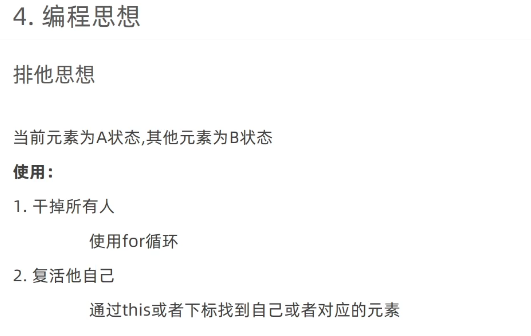 4. 编程思想
排他思想
当前元素为A状态,其他元素为B状态
使用：
1. 干掉所有人
使用for循环
2. 复活他自己
通过this或者下标找到自己或者对应的元素